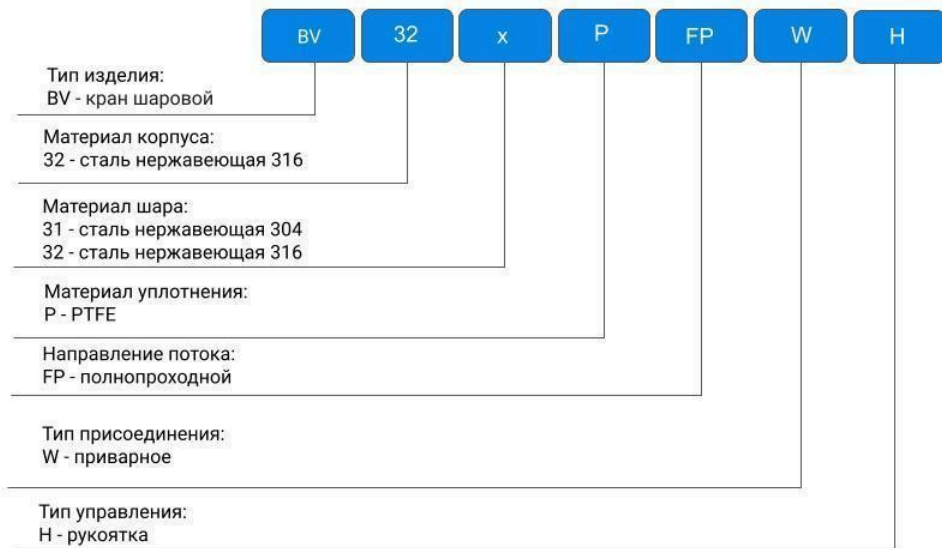 BV 32 x P FP W H
Тип изделия:
BV - кран шаровой
Материал корпуса:
32 - сталь нержавеющая 316
Материал шара:
31 - сталь нержавеющая 304
32 - сталь нержавеющая 316
Материал уплотнения:
P - PTFE
Направление потока:
FP - полнопроходной
Тип присоединения:
W - приварное
Тип управления:
H - рукоятка